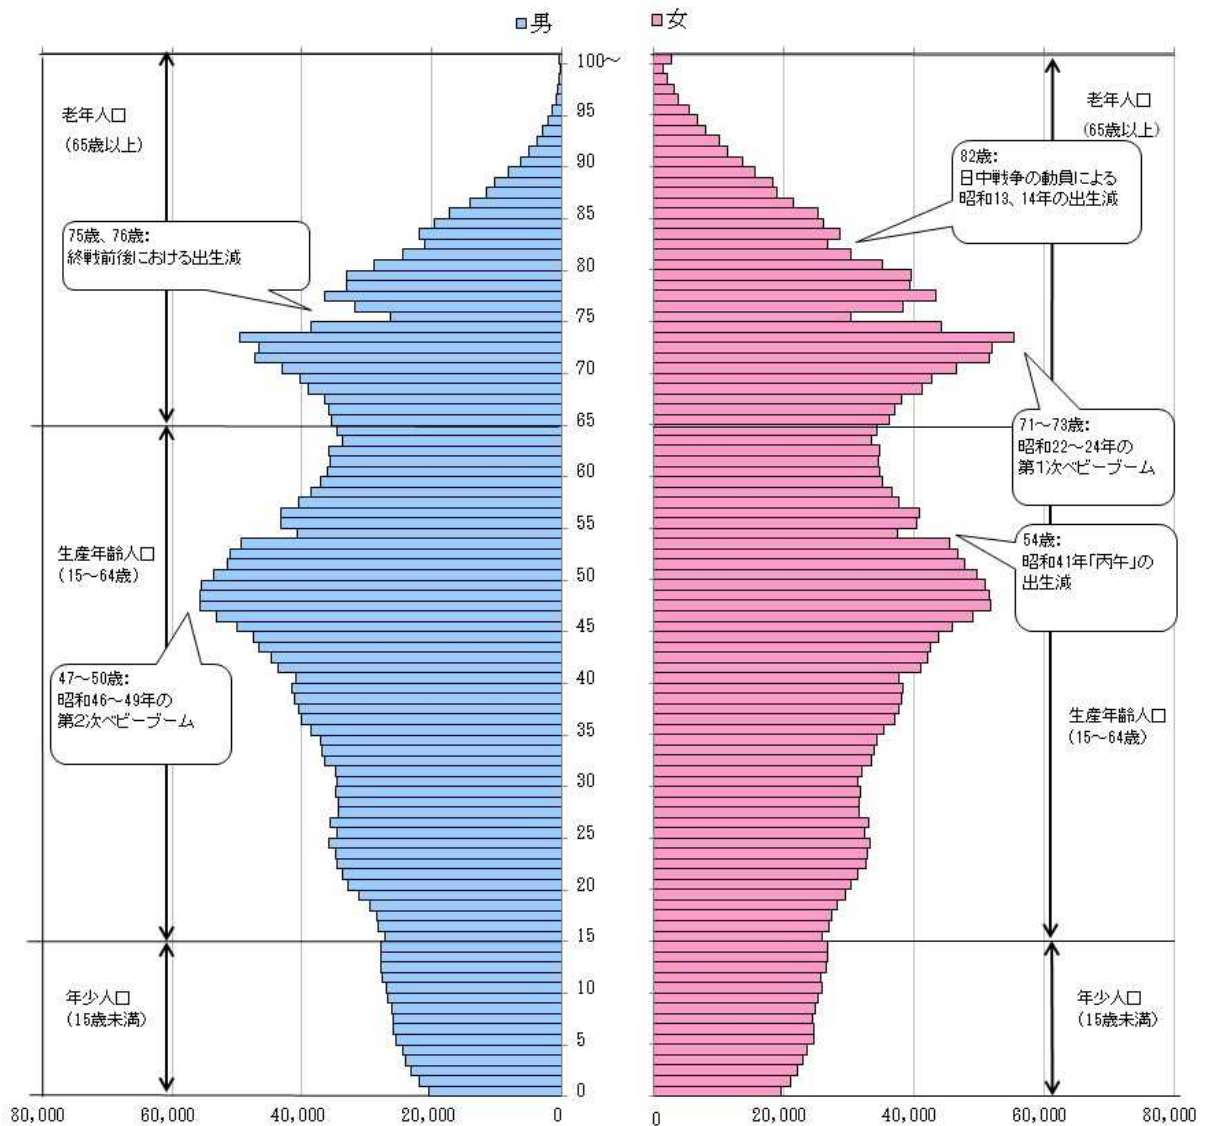 男
女
100～
95
90
85
80
75
70
65
60
55
50
45
40
35
30
25
20
15
10
5
0
老年人口
(65歳以上)
75歳、76歳:
終戦前後における出生減
生産年齢人口
(15～64歳)
47～50歳:
昭和46～49年の
第2次ベビーブーム
年少人口
(15歳未満)
老年人口
(65歳以上)
82歳:
日中戦争の動員による
昭和13、14年の出生減
71～73歳:
昭和22～24年の
第1次ベビーブーム
54歳:
昭和41年「丙午」の
出生減
生産年齢人口
(15～64歳)
年少人口
(15歳未満)
80,000 60,000 40,000 20,000 0
0 20,000 40,000 60,000 80,000